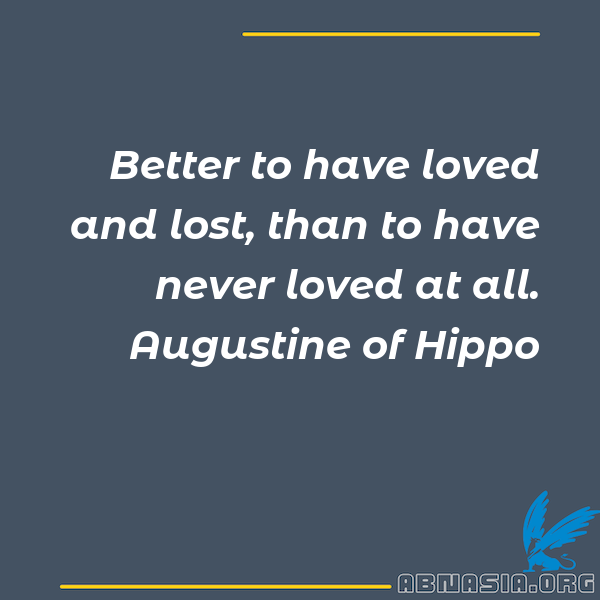 Better to have loved
and lost, than to have
never loved at all.
Augustine of Hippo
ABNASIA.ORG